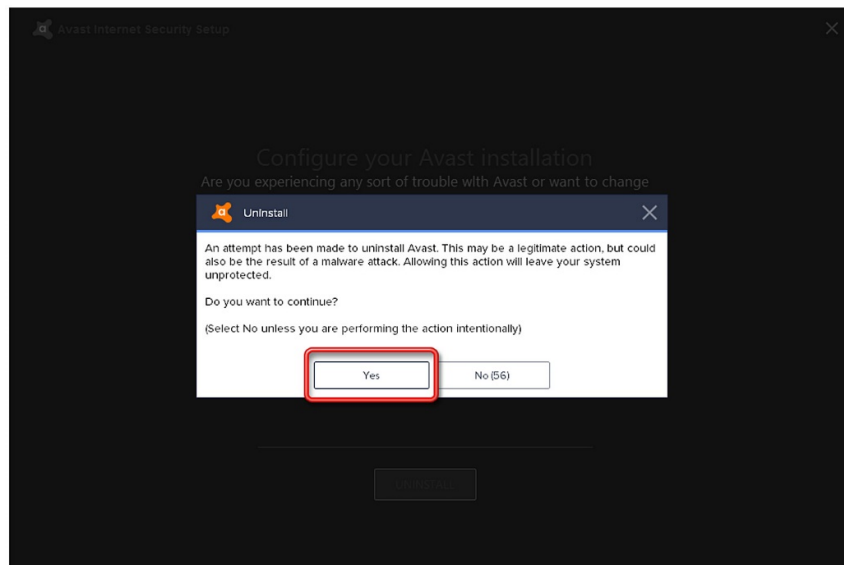 Avast Internet Security Setup
Configure your Avast installation
Are you experiencing any sort of trouble with Avast or want to change
Uninstall
An attempt has been made to uninstall Avast. This may be a legitimate action, but could
also be the result of a malware attack. Allowing this action will leave your system
unprotected.
Do you want to continue?
(Select No unless you are performing the action intentionally)
Yes
No (56)
UNINSTALL